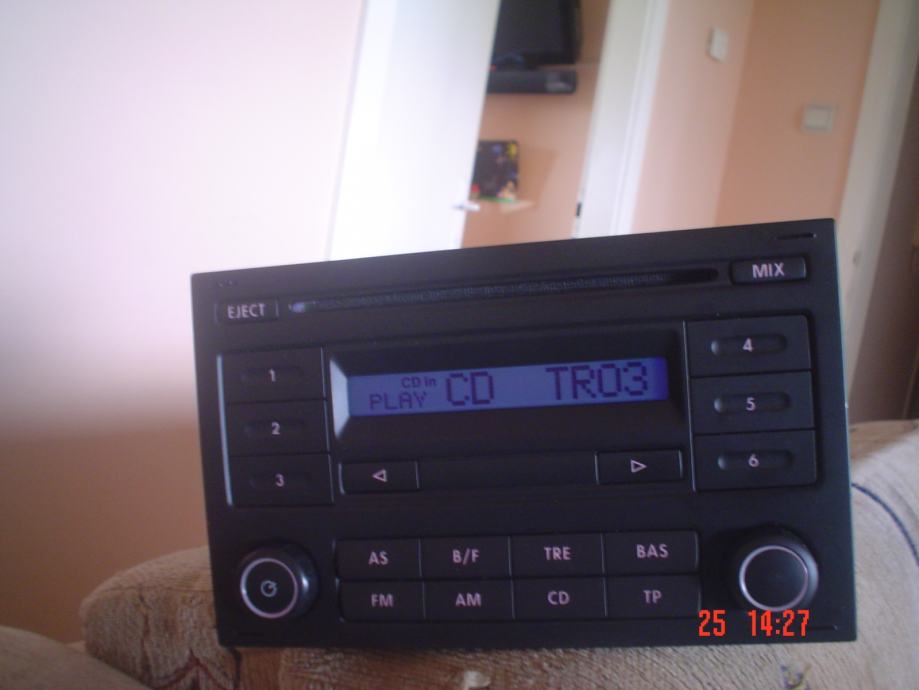 MIX
EJECT
1
4
CD in
PLAY CD TR03
2
5
3
6
AS B/F TRE BAS
FM AM CD TP
25 14:27